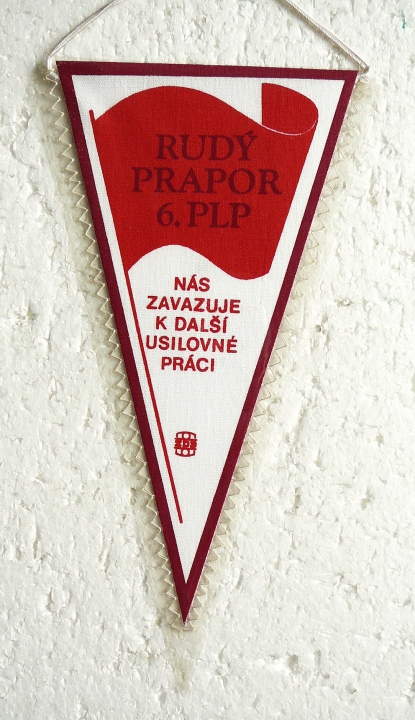 RUDÝ
PRAPOR
6. PLP
NÁS
ZAVAZUJE
K DALŠÍ
USILOVNÉ
PRÁCI